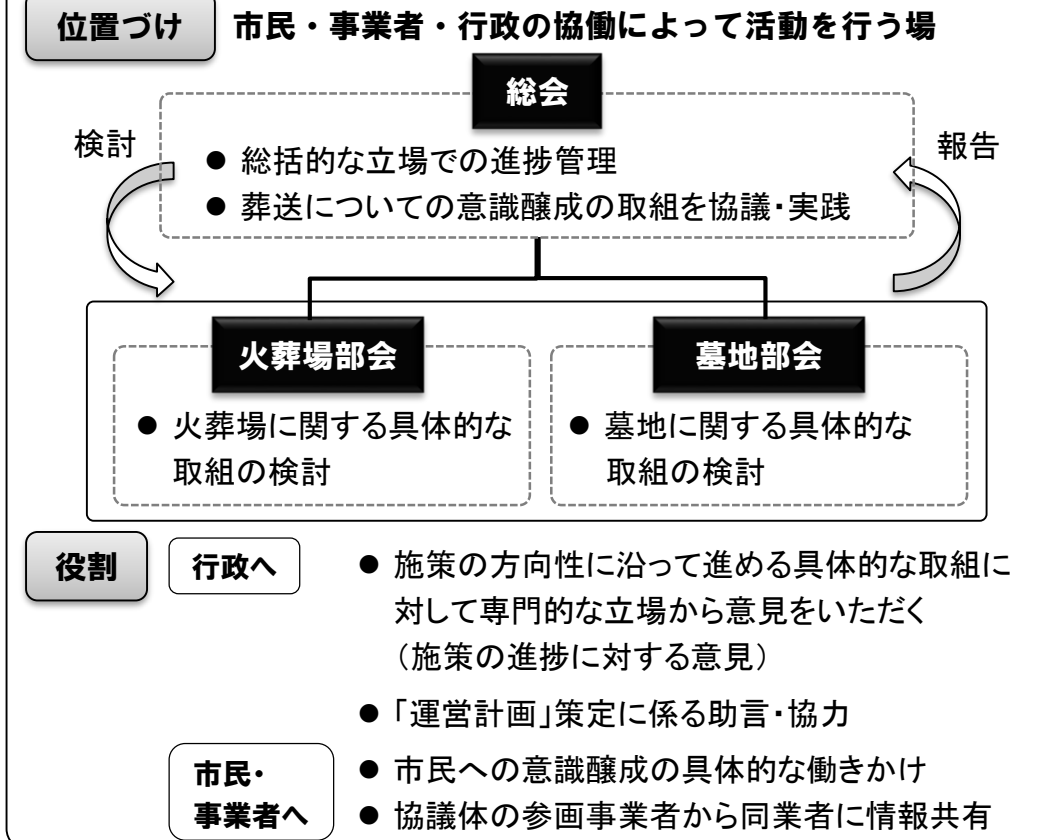 位置づけ 市民・事業者・行政の協働によって活動を行う場
総会
検討
報告
● 総括的な立場での進捗管理
● 葬送についての意識醸成の取組を協議・実践
火葬場部会
● 火葬場に関する具体的な
取組の検討
墓地部会
● 墓地に関する具体的な
取組の検討
役割
行政へ
● 施策の方向性に沿って進める具体的な取組に
対して専門的な立場から意見をいただく
（施策の進捗に対する意見）
● 「運営計画」策定に係る助言・協力
市民・
事業者へ
● 市民への意識醸成の具体的な働きかけ
● 協議体の参画事業者から同業者に情報共有